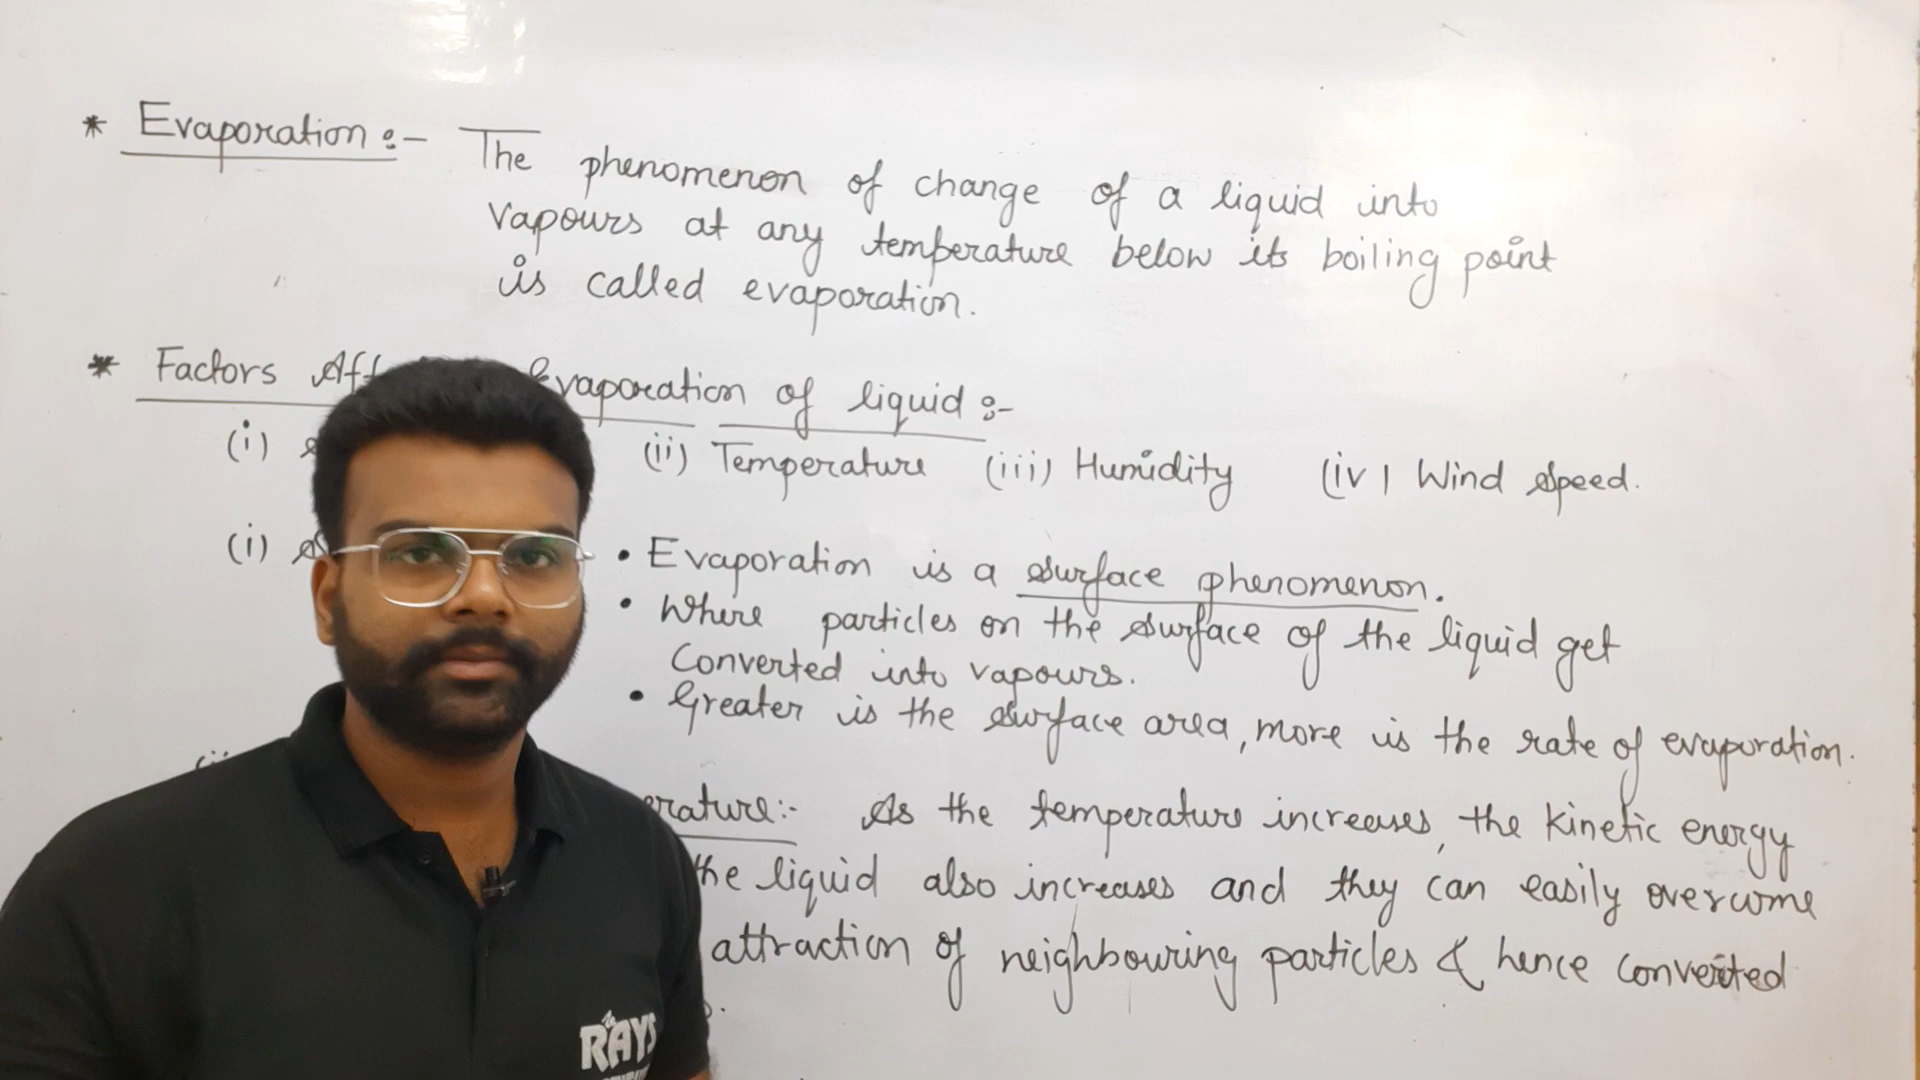 * Evaporation :- The phenomenon of change of a liquid into
vapours at any temperature below its boiling point
is called evaporation.
* Factors Aff Evaporation of liquid :-
(i) (ii) Temperature (iii) Humidity (iv) Wind Speed.
(i) • Evaporation is a surface phenomenon.
• Where particles on the surface of the liquid get
Converted into vapours.
• Greater is the surface area, more is the rate of evaporation.
erature:- As the temperature increases, the kinetic energy
the liquid also increases and they can easily overcome
attraction of neighbouring particles & hence converted
RAYS